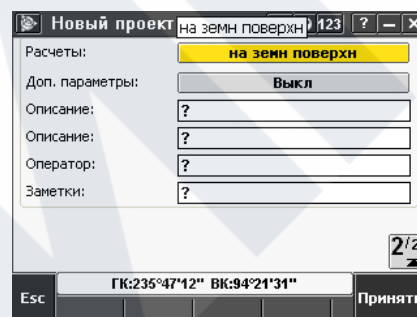 Новый проект на земн поверхн 123 ? – X
Расчеты: на земн поверхн
Доп. параметры: Выкл
Описание: ?
Описание: ?
Оператор: ?
Заметки: ?
2/2
Esc ГК:235°47'12" ВК:94°21'31" Принять